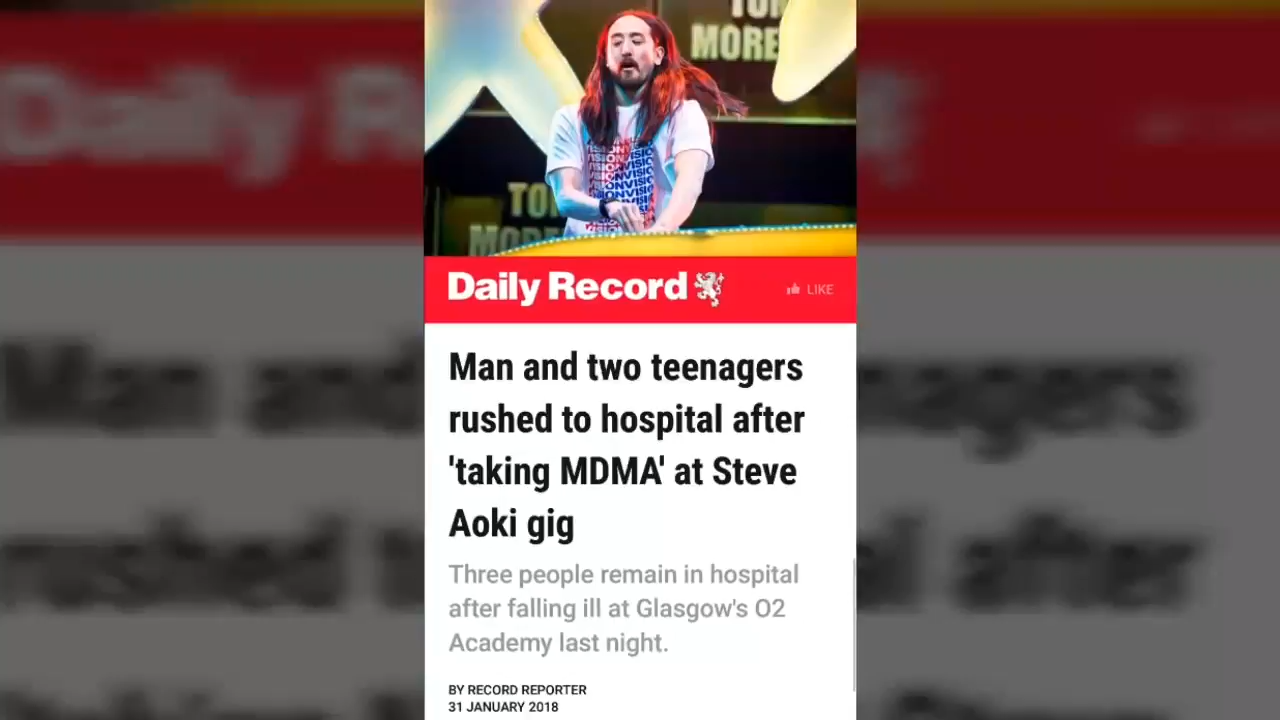 MORE
Daily Record
LIKE
Man and two teenagers
rushed to hospital after
'taking MDMA' at Steve
Aoki gig
Three people remain in hospital
after falling ill at Glasgow's O2
Academy last night.
BY RECORD REPORTER
31 JANUARY 2018